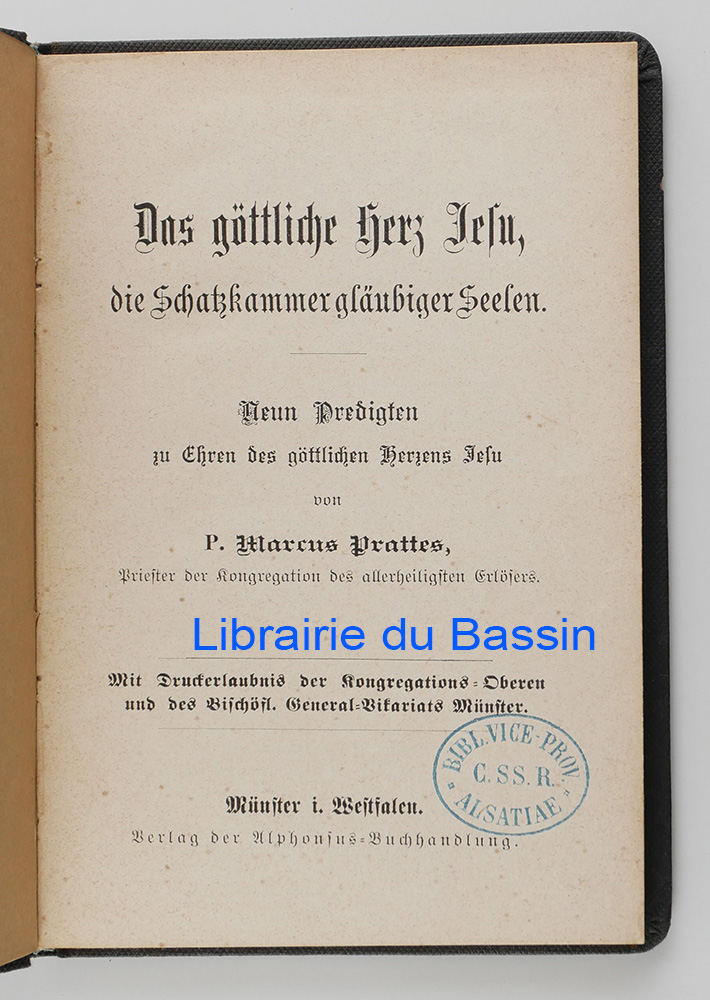 Das göttliche Herz Jesu,
die Schatzkammer gläubiger Seelen.
Neun Predigten
zu Ehren des göttlichen Herzens Jesu
von
P. Marcus Prattes,
Priester der Kongregation des allerheiligsten Erlösers.
Librairie du Bassin
Mit Druckerlaubnis der Kongregations-Oberen
und des Bischöfl. General-Vikariats Münster.
BIBL. VICE-PROV.
C. SS. R.
ALSATIAE
Münster i. Westfalen.
Verlag der Alphonsus-Buchhandlung.